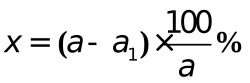 x = (a - a₁) × 100/a %